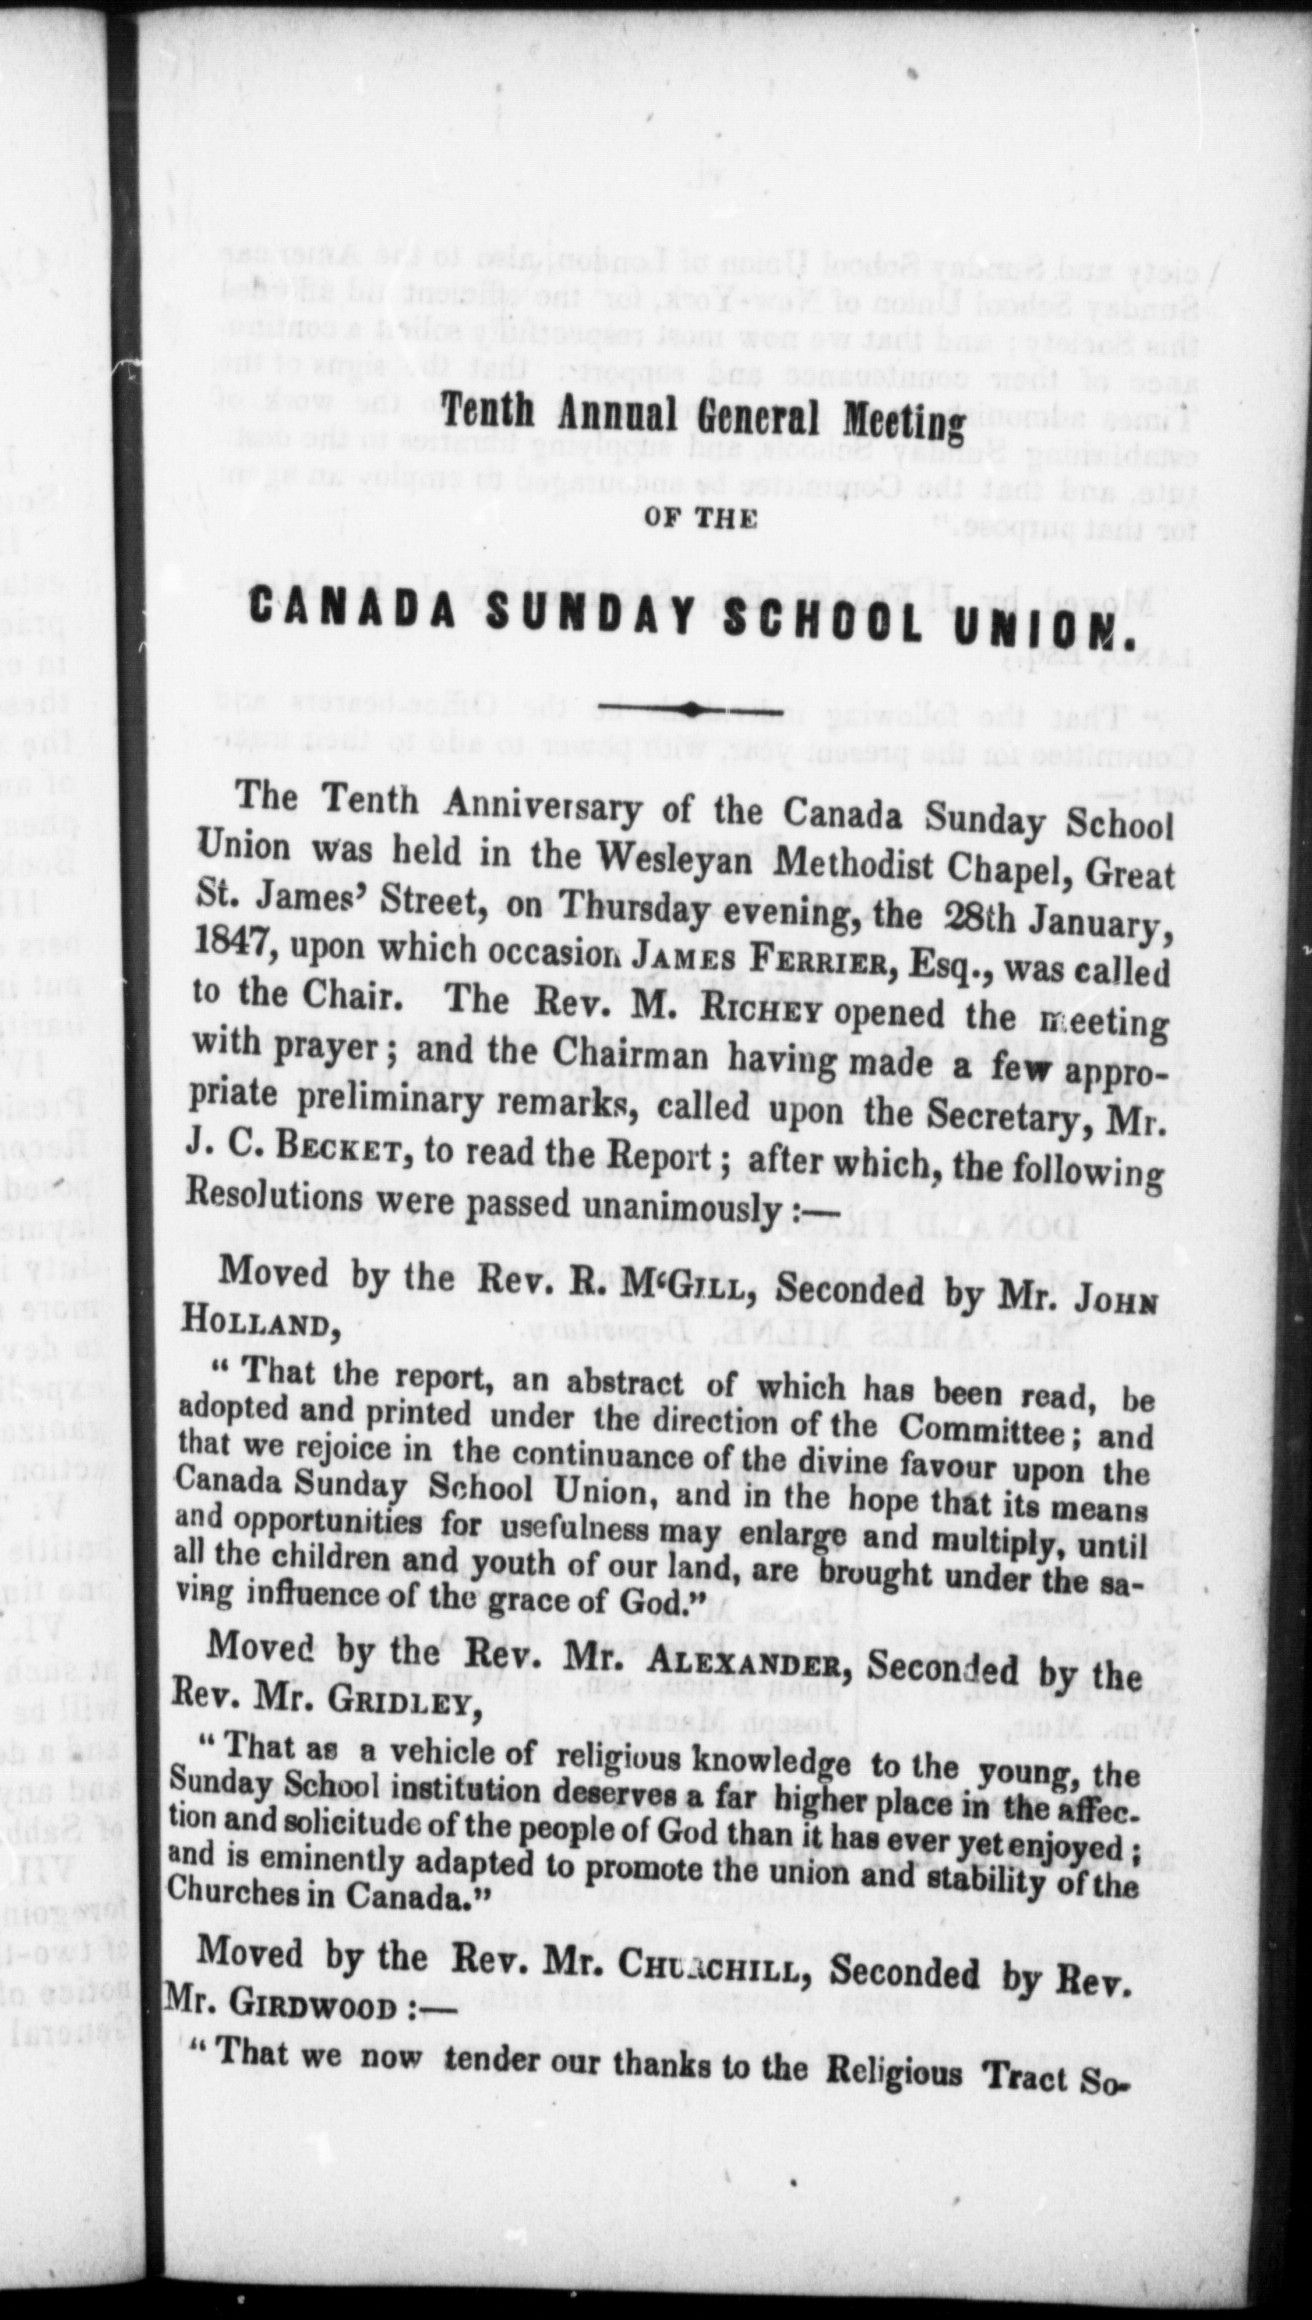 Tenth Annual General Meeting
OF THE
CANADA SUNDAY SCHOOL UNION.
The Tenth Anniversary of the Canada Sunday School
Union was held in the Wesleyan Methodist Chapel, Great
St. James' Street, on Thursday evening, the 28th January,
1847, upon which occasion JAMES FERRIER, Esq., was called
to the Chair. The Rev. M. RICHEY opened the meeting
with prayer; and the Chairman having made a few appro-
priate preliminary remarks, called upon the Secretary, Mr.
J. C. BECKET, to read the Report; after which, the following
Resolutions were passed unanimously:—
Moved by the Rev. R. M‘GILL, Seconded by Mr. JOHN
HOLLAND,
"That the report, an abstract of which has been read, be
adopted and printed under the direction of the Committee; and
that we rejoice in the continuance of the divine favour upon the
Canada Sunday School Union, and in the hope that its means
and opportunities for usefulness may enlarge and multiply, until
all the children and youth of our land, are brought under the sa-
ving influence of the grace of God."
Moved by the Rev. Mr. ALEXANDER, Seconded by the
Rev. Mr. GRIDLEY,
"That as a vehicle of religious knowledge to the young, the
Sunday School institution deserves a far higher place in the affec-
tion and solicitude of the people of God than it has ever yet enjoyed;
and is eminently adapted to promote the union and stability of the
Churches in Canada."
Moved by the Rev. Mr. CHURCHILL, Seconded by Rev.
Mr. GIRDWOOD:—
"That we now tender our thanks to the Religious Tract So-